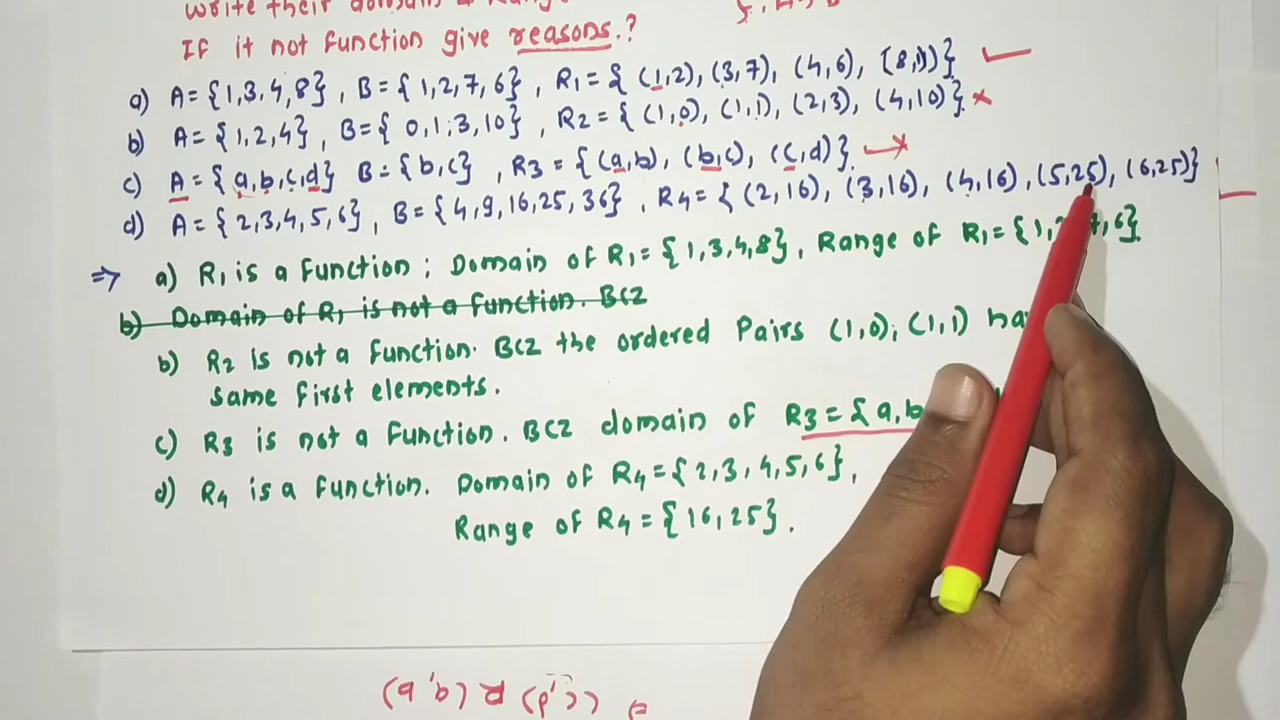 write their domain & Range
If it not function give reasons.?
a) A = {1,3,4,8}, B = {1,2,7,6}, R1 = {(1,2), (3,7), (4,6), (8,1)}
b) A = {1,2,4}, B = {0,1,3,10}, R2 = {(1,0), (1,1), (2,3), (4,10)}. ×
c) A = {a,b,c,d} B = {b,c}, R3 = {(a,b), (b,c), (c,d)}.
d) A = {2,3,4,5,6}, B = {4,9,16,25,36}, R4 = {(2,16), (3,16), (4,16), (5,25), (6,25)}
⇒ a) R1 is a function; Domain of R1 = {1,3,4,8}, Range of R1 = {1, 6}.
b) Domain of R1 is not a function. BCZ
b) R2 is not a function. BCZ the ordered Pairs (1,0), (1,1)
same first elements.
c) R3 is not a function. BCZ domain of R3 = {a,b
d) R4 is a function. Domain of R4 = {2,3,4,5,6},
Range of R4 = {16,25}.